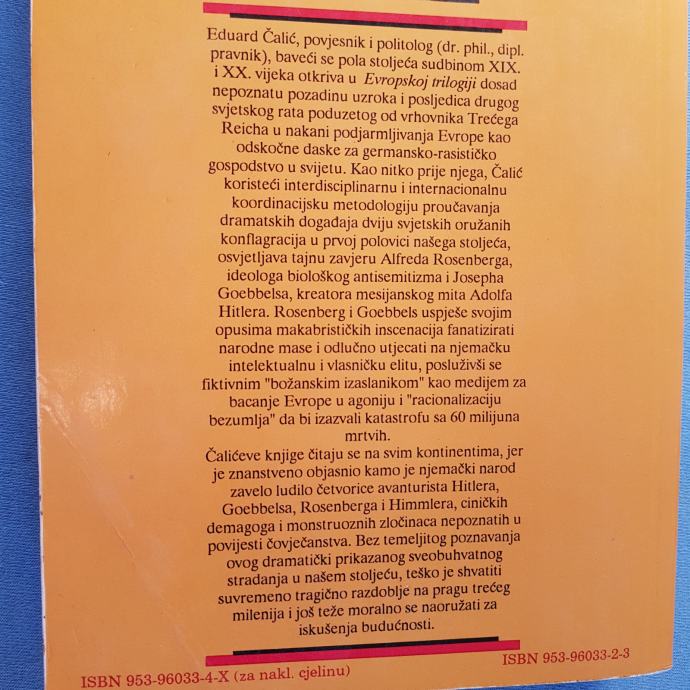 Eduard Čalić, povjesnik i politolog (dr. phil., dipl.
pravnik), baveći se pola stoljeća sudbinom XIX.
i XX. vijeka otkriva u Evropskoj trilogiji dosad
nepoznatu pozadinu uzroka i posljedica drugog
svjetskog rata poduzetog od vrhovnika Trećega
Reicha u nakani podjarmljivanja Evrope kao
odskočne daske za germansko-rasističko
gospodstvo u svijetu. Kao nitko prije njega, Čalić
koristeći interdisciplinarnu i internacionalnu
koordinacijsku metodologiju proučavanja
dramatskih događaja dviju svjetskih oružanih
konflagracija u prvoj polovici našega stoljeća,
osvjetljava tajnu zavjeru Alfreda Rosenberga,
ideologa biološkog antisemitizma i Josepha
Goebbelsa, kreatora mesijanskog mita Adolfa
Hitlera. Rosenberg i Goebbels uspješe svojim
opusima makabrističkih inscenacija fanatizirati
narodne mase i odlučno utjecati na njemačku
intelektualnu i vlasničku elitu, posluživši se
fiktivnim "božanskim izaslanikom" kao medijem za
bacanje Evrope u agoniju i "racionalizaciju
bezumlja" da bi izazvali katastrofu sa 60 milijuna
mrtvih.
Čalićeve knjige čitaju se na svim kontinentima, jer
je znanstveno objasnio kamo je njemački narod
zavelo ludilo četvorice avanturista Hitlera,
Goebbelsa, Rosenberga i Himmlera, ciničkih
demagoga i monstruoznih zločinaca nepoznatih u
povijesti čovječanstva. Bez temeljitog poznavanja
ovog dramatički prikazanog sveobuhvatnog
stradanja u našem stoljeću, teško je shvatiti
suvremeno tragično razdoblje na pragu trećeg
milenija i još teže moralno se naoružati za
iskušenja budućnosti.
ISBN 953-96033-4-X (za nakl. cjelinu)
ISBN 953-96033-2-3